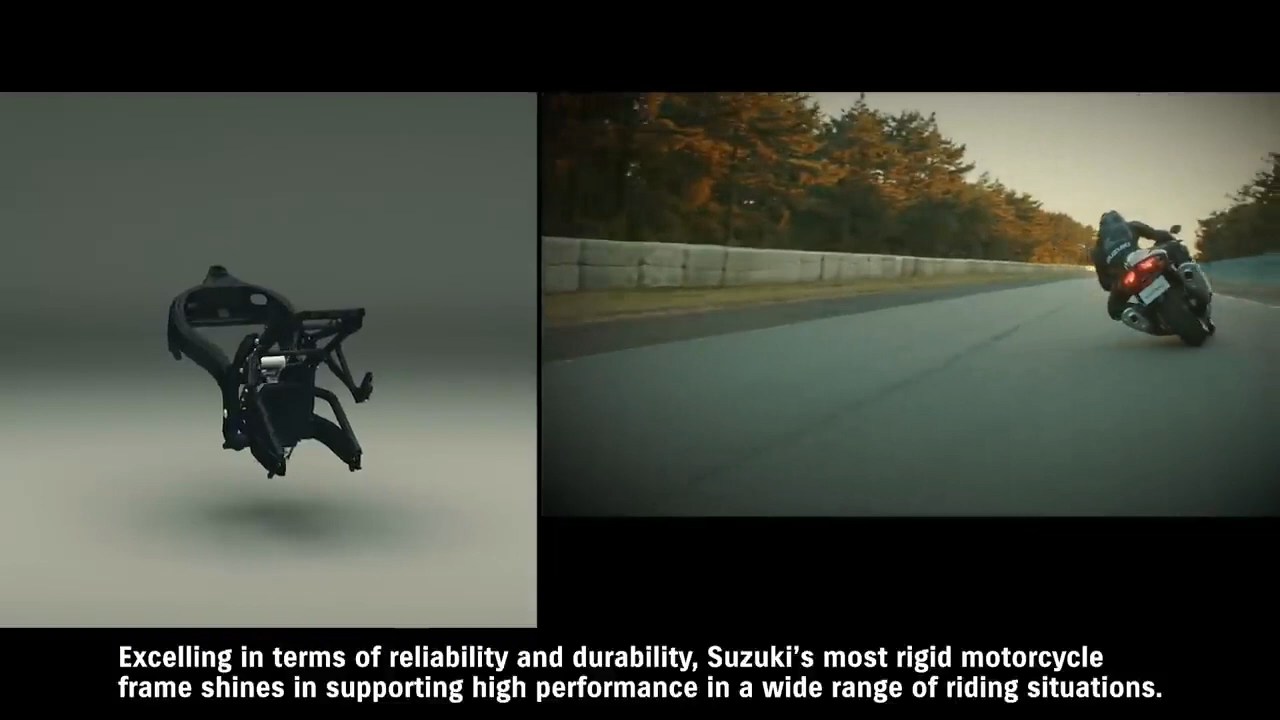 SUZUKI
Excelling in terms of reliability and durability, Suzuki's most rigid motorcycle
frame shines in supporting high performance in a wide range of riding situations.